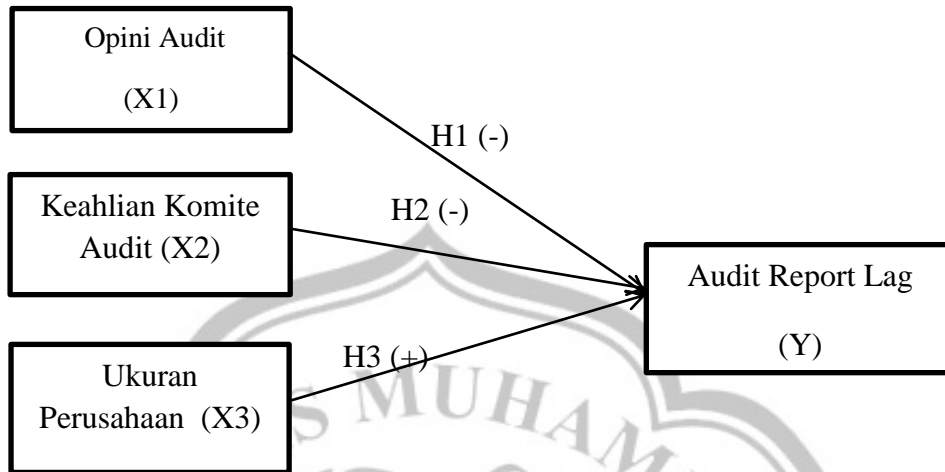 Opini Audit
(X1)
H1 (-)
Keahlian Komite
Audit (X2)
H2 (-)
Audit Report Lag
(Y)
H3 (+)
Ukuran
Perusahaan (X3)
S MUHAM